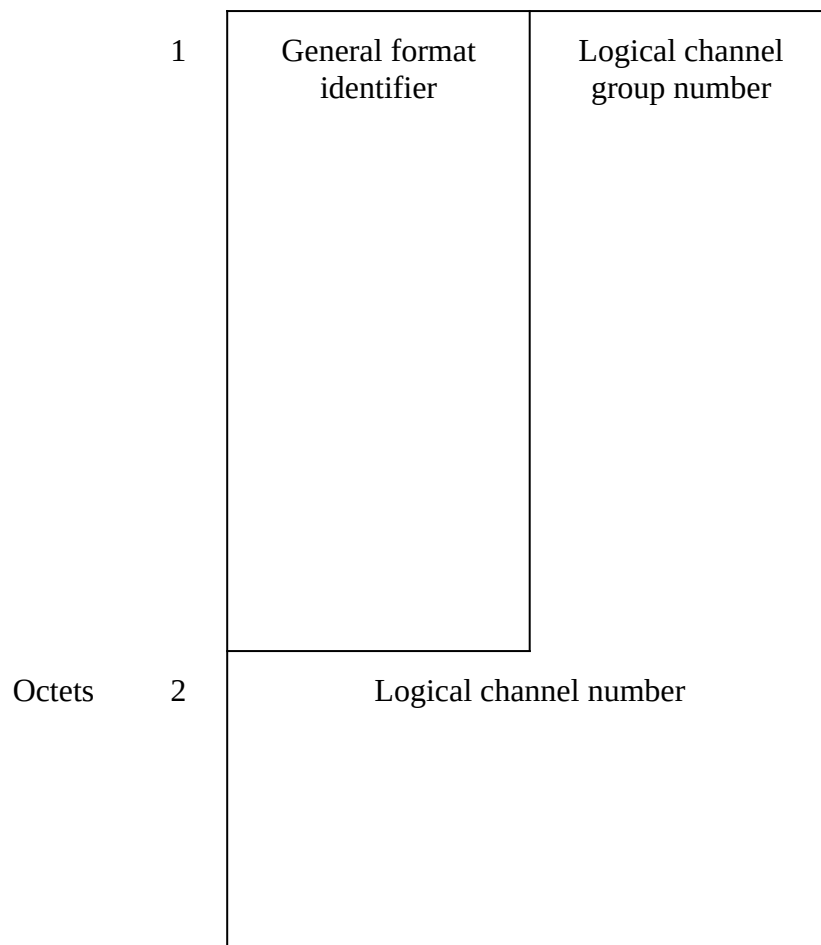 1
General format
identifier
Logical channel
group number
Octets
2
Logical channel number